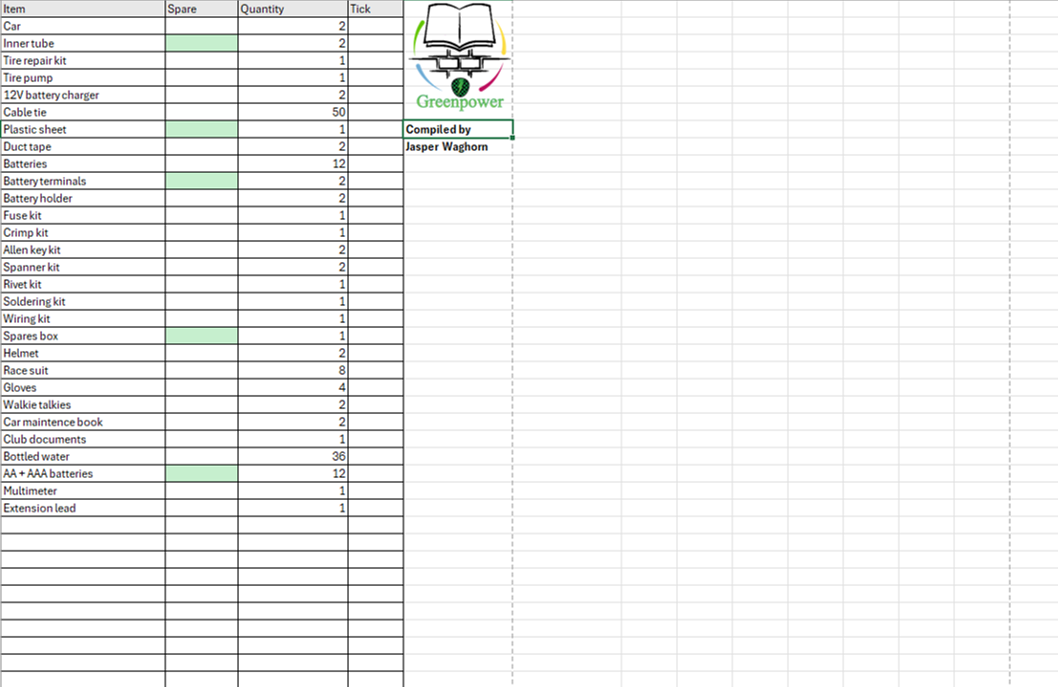 Item Spare Quantity Tick
Car 2
Inner tube 2
Tire repair kit 1
Tire pump 1
12V battery charger 2
Cable tie 50
Plastic sheet 1
Duct tape 2
Batteries 12
Battery terminals 2
Battery holder 2
Fuse kit 1
Crimp kit 1
Allen key kit 2
Spanner kit 2
Rivet kit 1
Soldering kit 1
Wiring kit 1
Spares box 1
Helmet 2
Race suit 8
Gloves 4
Walkie talkies 2
Car maintence book 2
Club documents 1
Bottled water 36
AA + AAA batteries 12
Multimeter 1
Extension lead 1
Greenpower
Compiled by
Jasper Waghorn